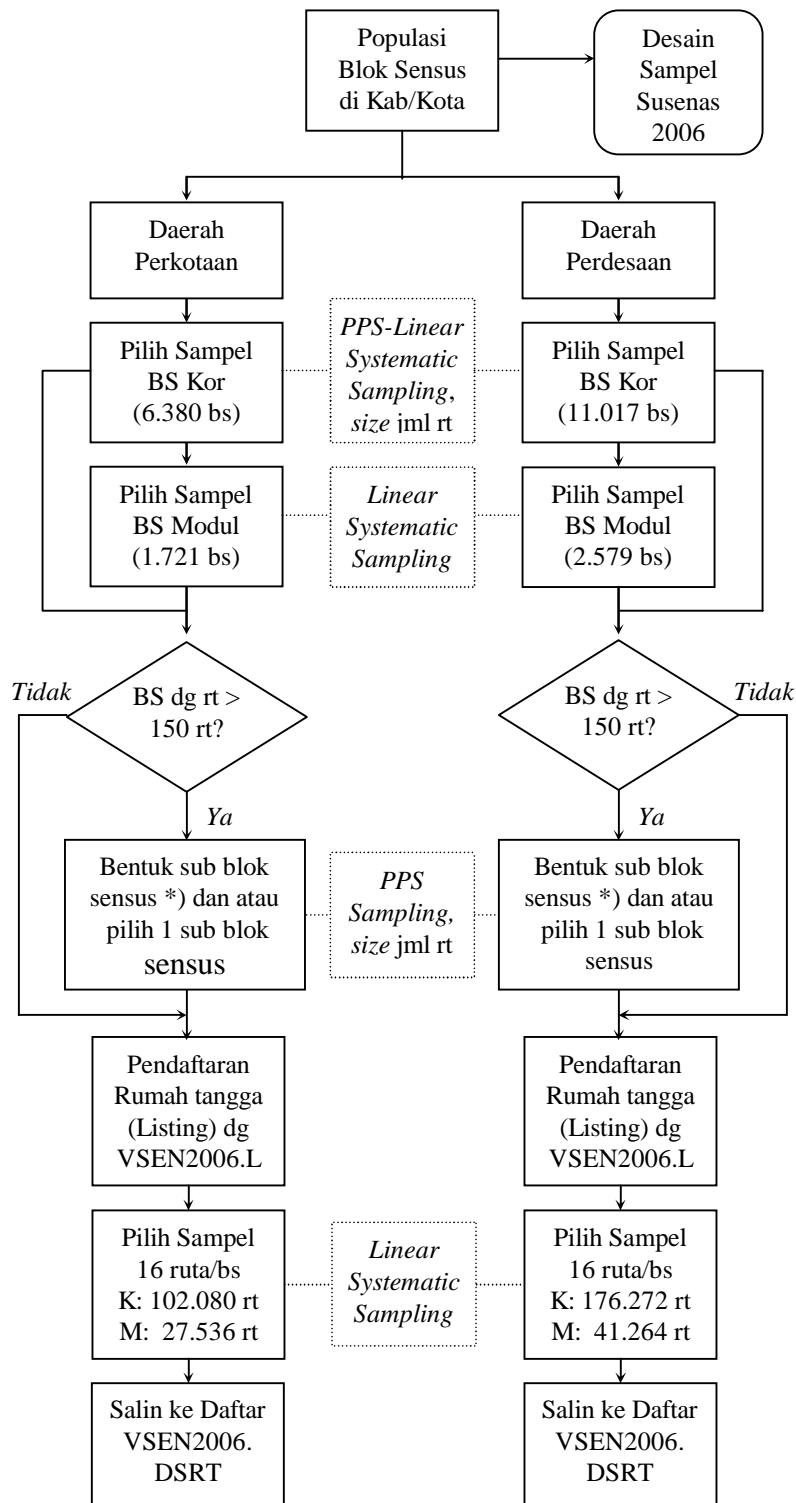 Populasi
Blok Sensus
di Kab/Kota
Desain
Sampel
Susenas
2006
Daerah
Perkotaan
Daerah
Perdesaan
Pilih Sampel
BS Kor
(6.380 bs)
PPS-Linear
Systematic
Sampling,
size jml rt
Pilih Sampel
BS Kor
(11.017 bs)
Pilih Sampel
BS Modul
(1.721 bs)
Linear
Systematic
Sampling
Pilih Sampel
BS Modul
(2.579 bs)
Tidak
BS dg rt >
150 rt?
BS dg rt >
150 rt?
Tidak
Ya
Ya
Bentuk sub blok
sensus *) dan atau
pilih 1 sub blok
sensus
PPS
Sampling,
size jml rt
Bentuk sub blok
sensus *) dan atau
pilih 1 sub blok
sensus
Pendaftaran
Rumah tangga
(Listing) dg
VSEN2006.L
Pendaftaran
Rumah tangga
(Listing) dg
VSEN2006.L
Pilih Sampel
16 ruta/bs
K: 102.080 rt
M: 27.536 rt
Linear
Systematic
Sampling
Pilih Sampel
16 ruta/bs
K: 176.272 rt
M: 41.264 rt
Salin ke Daftar
VSEN2006.
DSRT
Salin ke Daftar
VSEN2006.
DSRT